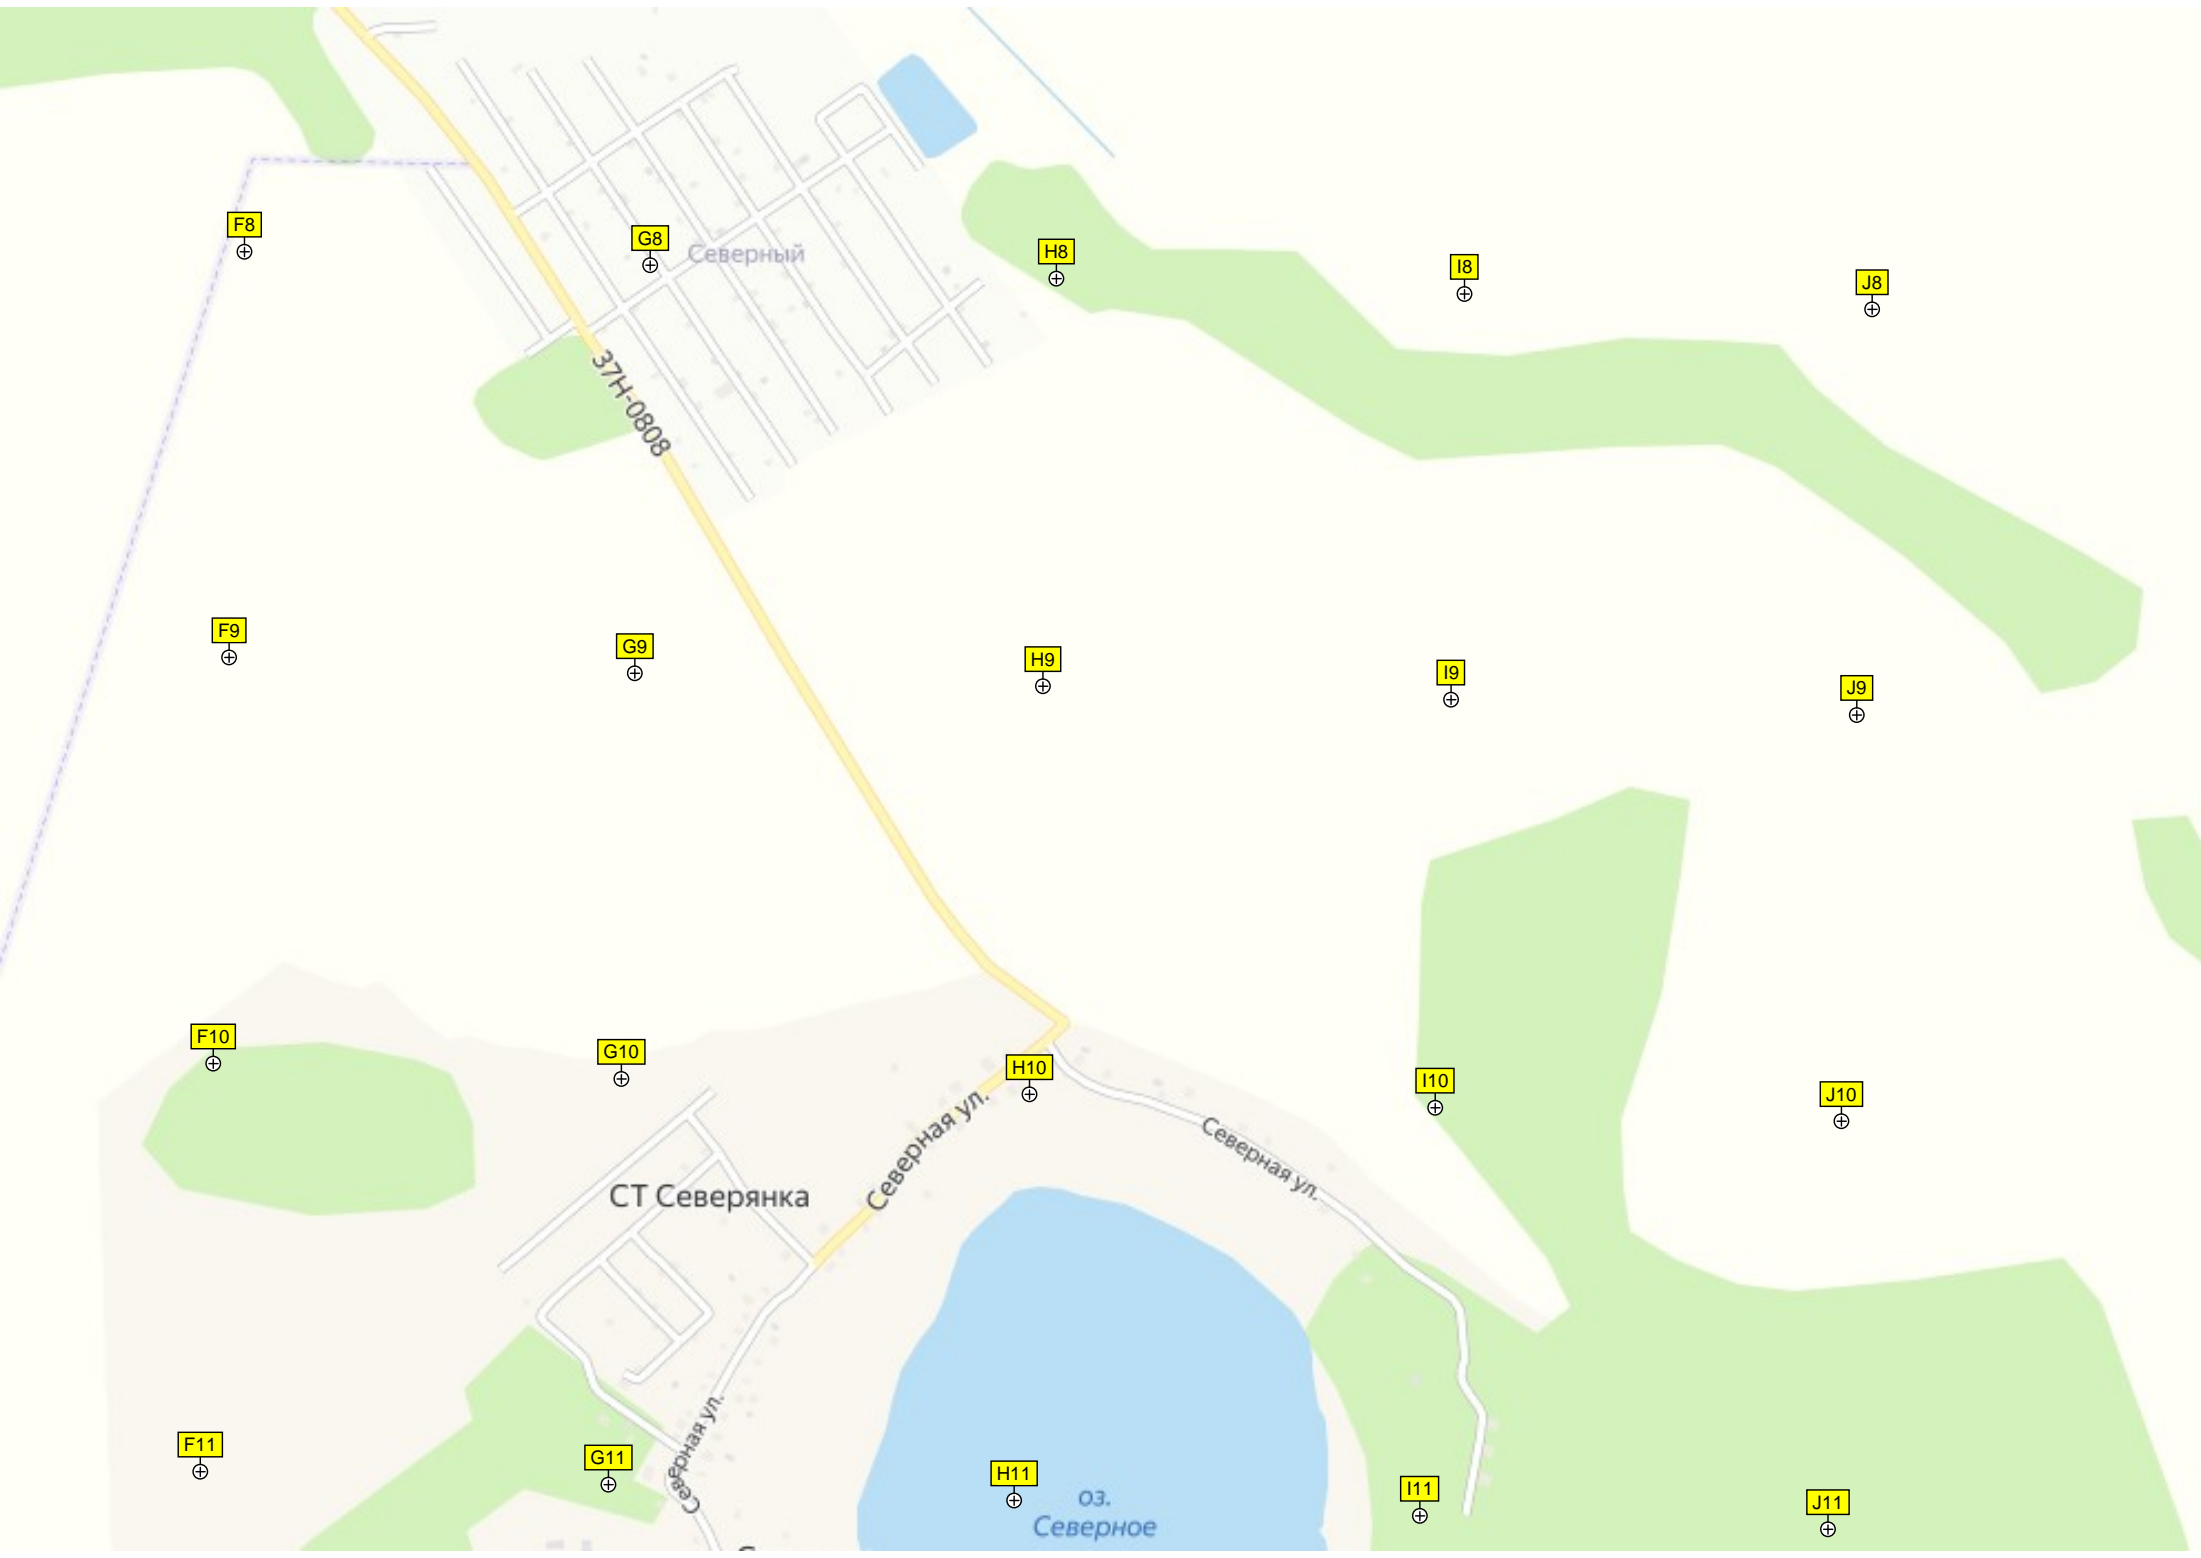 F8
G8
Северный
H8
I8
J8
37Н-0808
F9
G9
H9
I9
J9
F10
G10
H10
I10
J10
Северная ул.
Северная ул.
СТ Северянка
Северная ул.
F11
G11
H11
I11
J11
оз.
Северное